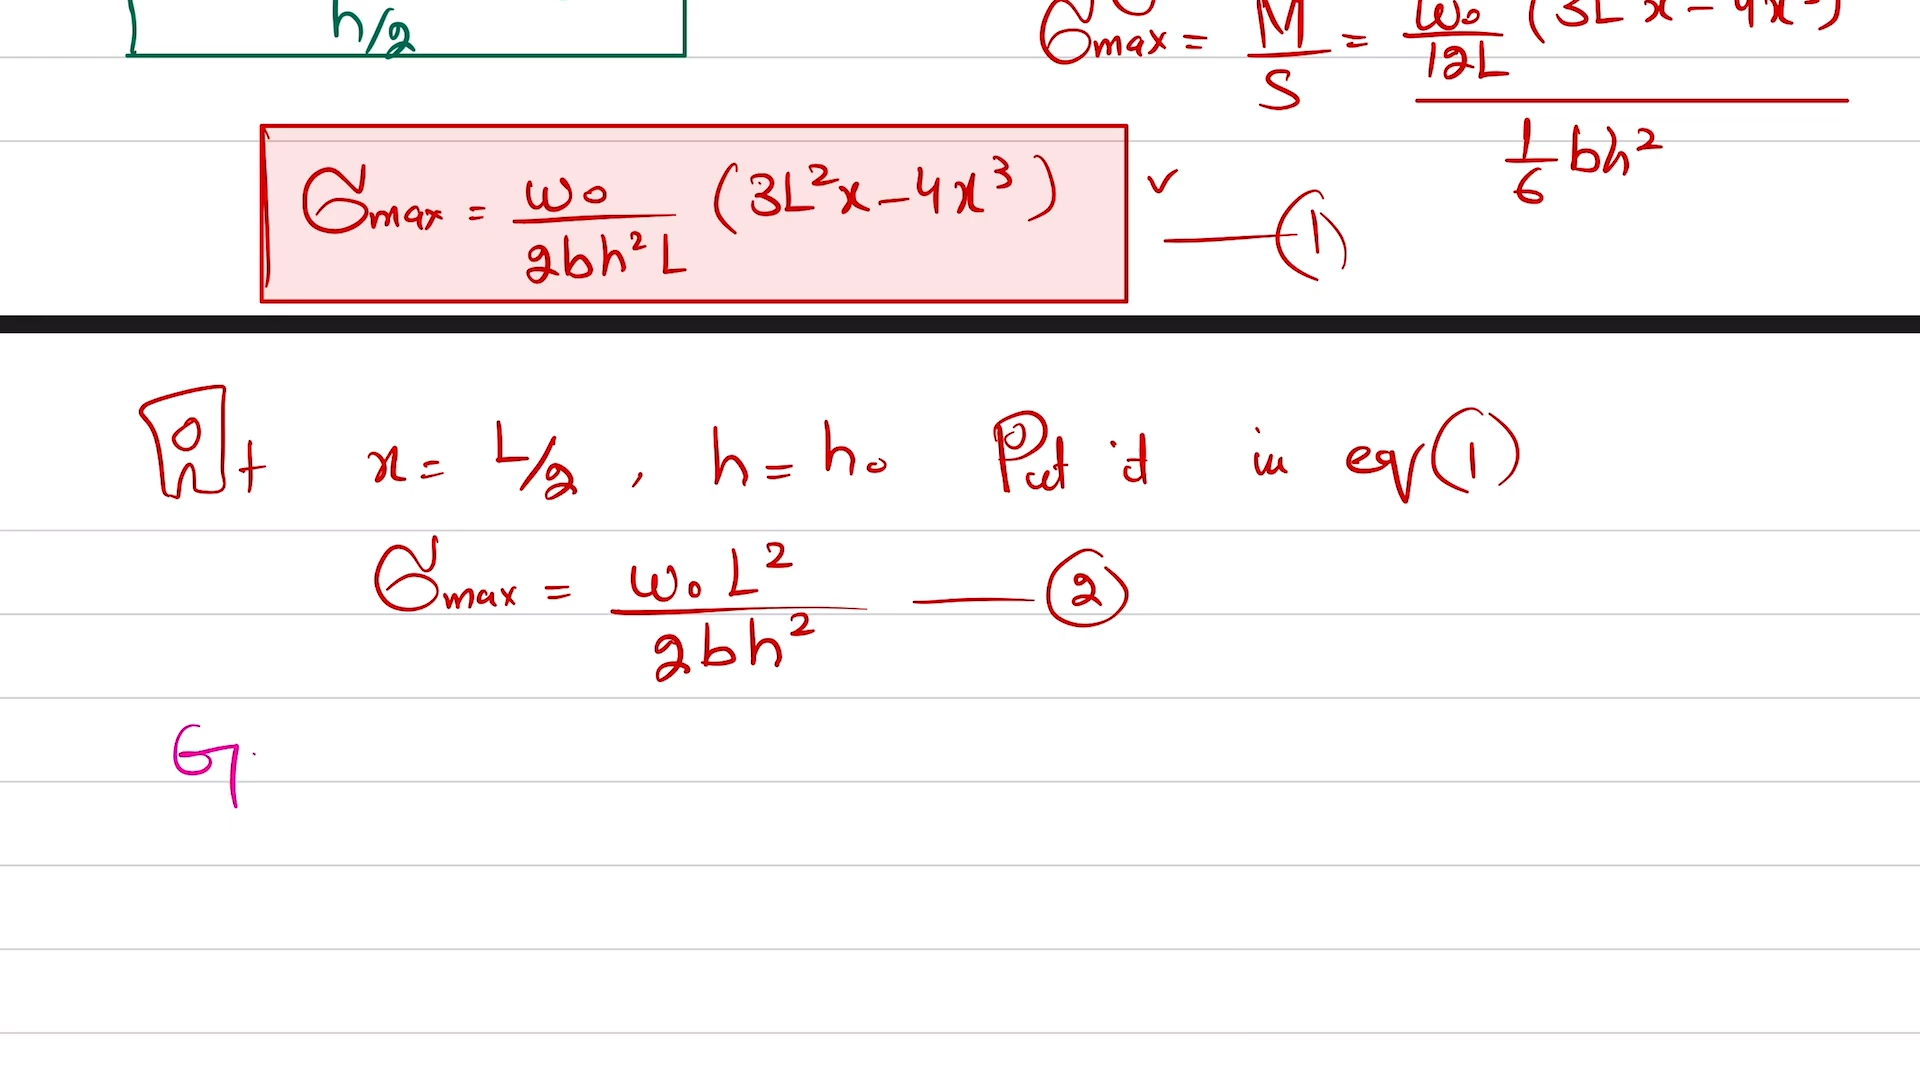 h/2
σmax = M/S = w₀/12L (3L²x − 4x³) / (1/6 bh²)
σmax = w₀/2bh²L (3L²x − 4x³) ——①
x = L/2 , h = h₀ Put it in eq ①
σmax = w₀L²/2bh² ——②